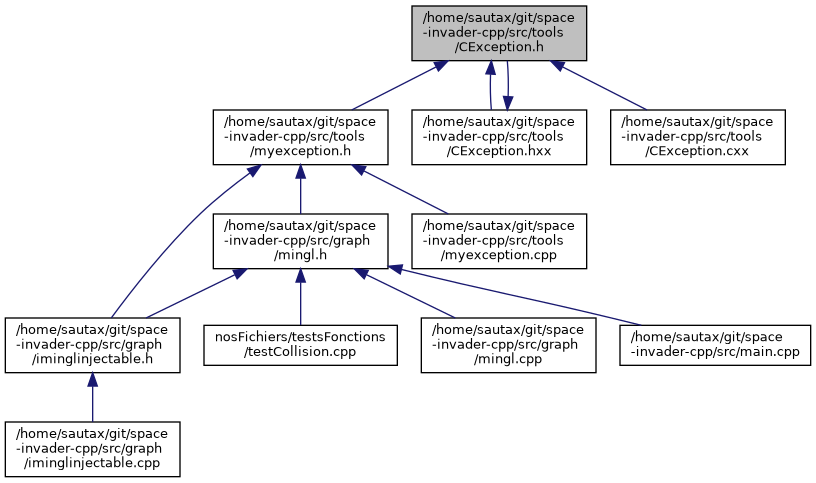 /home/sautax/git/space
-invader-cpp/src/tools
/CException.h
/home/sautax/git/space
-invader-cpp/src/tools
/myexception.h
/home/sautax/git/space
-invader-cpp/src/tools
/CException.hxx
/home/sautax/git/space
-invader-cpp/src/tools
/CException.cxx
/home/sautax/git/space
-invader-cpp/src/graph
/mingl.h
/home/sautax/git/space
-invader-cpp/src/tools
/myexception.cpp
/home/sautax/git/space
-invader-cpp/src/graph
/iminglinjectable.h
nosFichiers/testsFonctions
/testCollision.cpp
/home/sautax/git/space
-invader-cpp/src/graph
/mingl.cpp
/home/sautax/git/space
-invader-cpp/src/main.cpp
/home/sautax/git/space
-invader-cpp/src/graph
/iminglinjectable.cpp